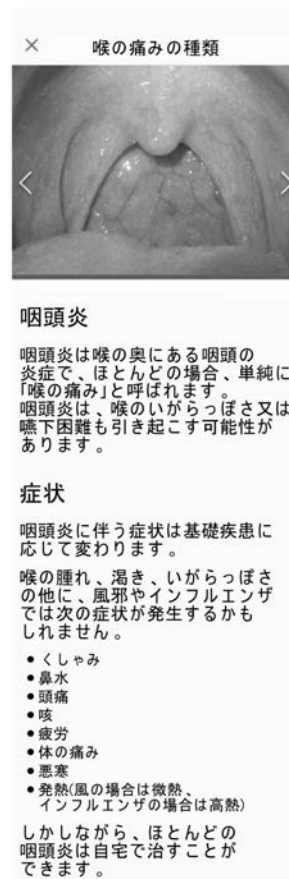 喉の痛みの種類
咽頭炎
咽頭炎は喉の奥にある咽頭の
炎症で、ほとんどの場合、単純に
「喉の痛み」と呼ばれます。
咽頭炎は、喉のいがらっぽさ又は
嚥下困難も引き起こす可能性が
あります。
症状
咽頭炎に伴う症状は基礎疾患に
応じて変わります。
喉の腫れ、渇き、いがらっぽさ
の他に、風邪やインフルエンザ
では次の症状が発生するかも
しれません。
●くしゃみ
●鼻水
●頭痛
●咳
●疲労
●体の痛み
●悪寒
●発熱(風の場合は微熱、
インフルエンザの場合は高熱)
しかしながら、ほとんどの
咽頭炎は自宅で治すことが
できます。